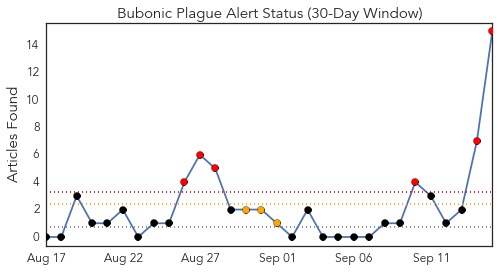 Bubonic Plague Alert Status (30-Day Window)
Articles Found
14
12
10
8
6
4
2
0
Aug 17 Aug 22 Aug 27 Sep 01 Sep 06 Sep 11